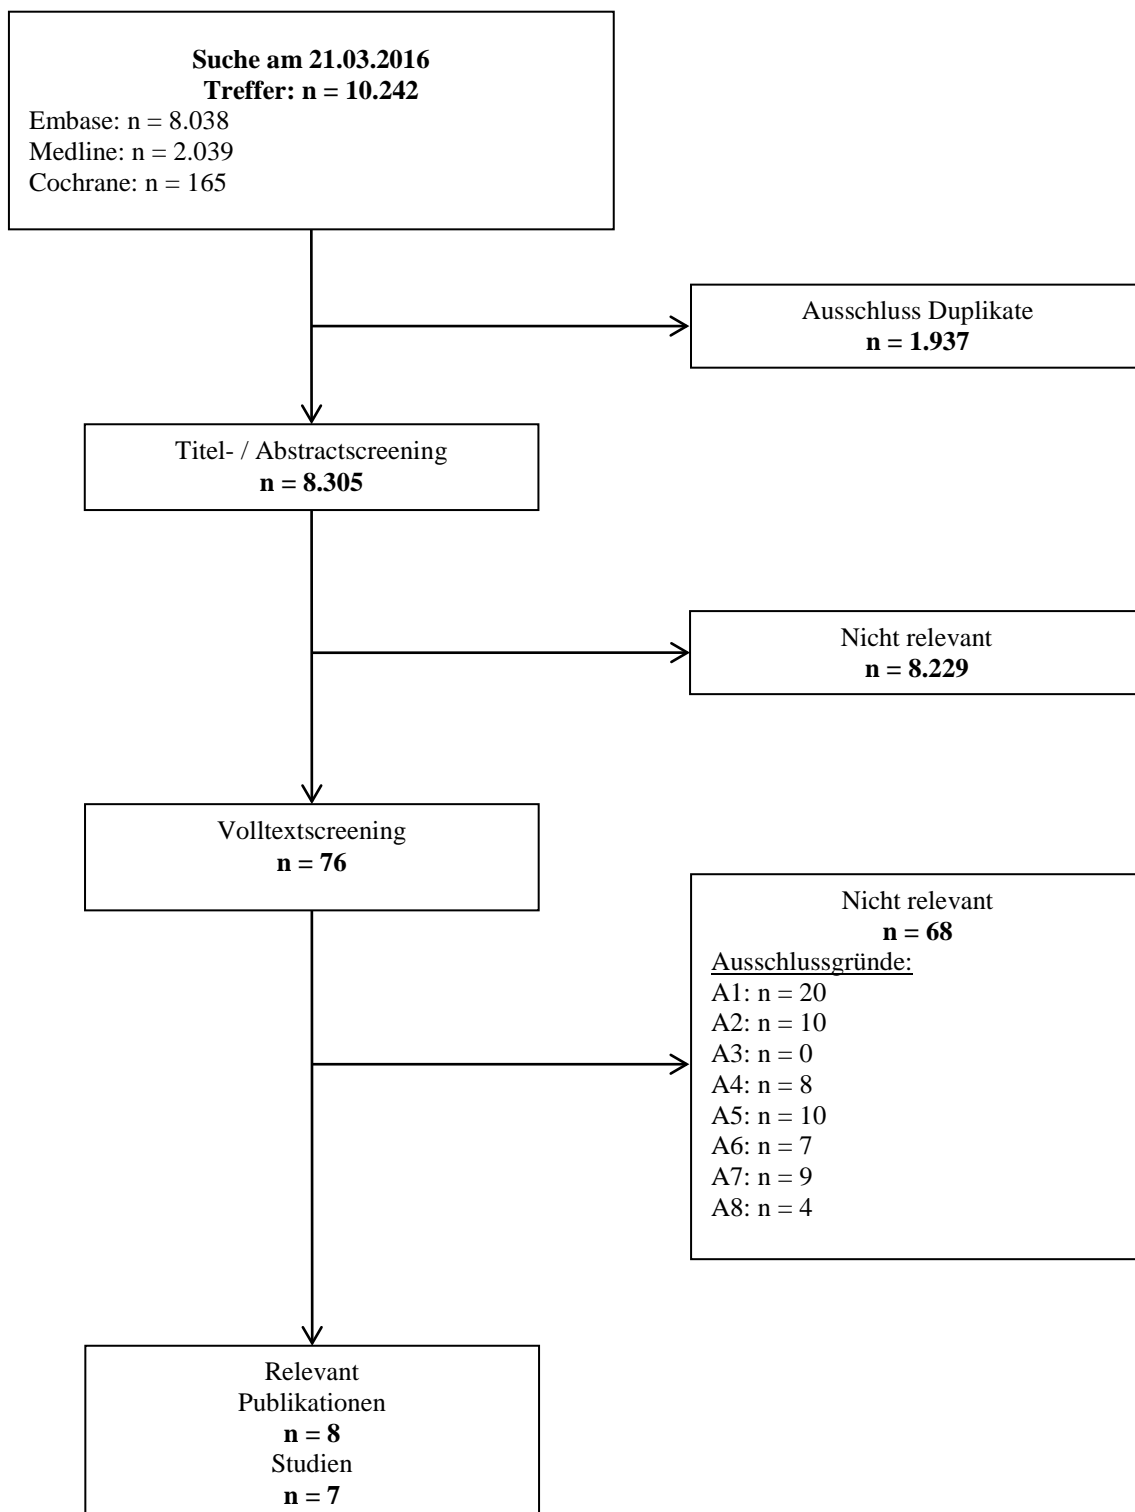 Suche am 21.03.2016
Treffer: n = 10.242
Embase: n = 8.038
Medline: n = 2.039
Cochrane: n = 165
Ausschluss Duplikate
n = 1.937
Titel- / Abstractscreening
n = 8.305
Nicht relevant
n = 8.229
Volltextscreening
n = 76
Nicht relevant
n = 68
Ausschlussgründe:
A1: n = 20
A2: n = 10
A3: n = 0
A4: n = 8
A5: n = 10
A6: n = 7
A7: n = 9
A8: n = 4
Relevant
Publikationen
n = 8
Studien
n = 7